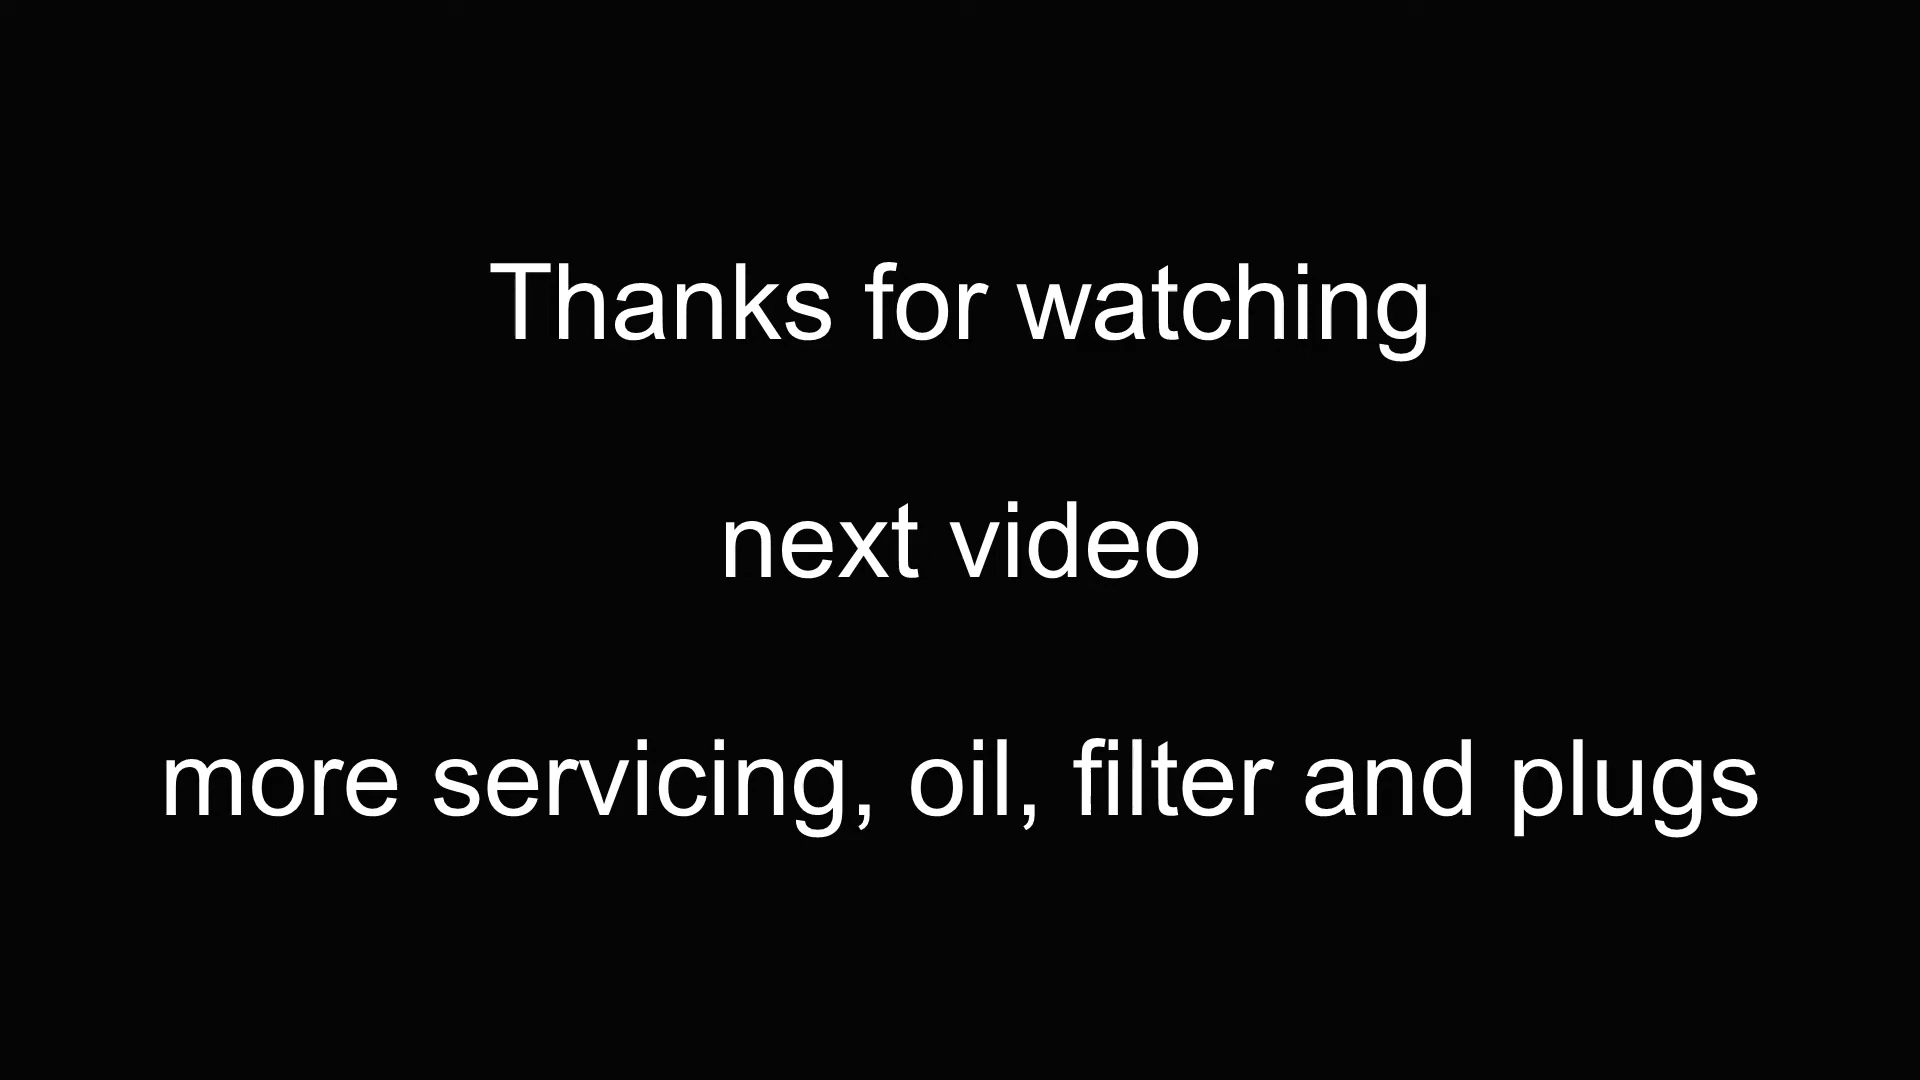 Thanks for watching
next video
more servicing, oil, filter and plugs